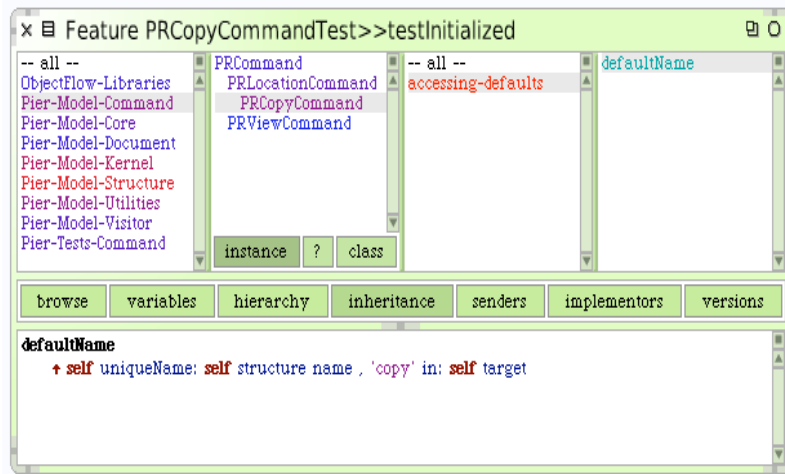 Feature PRCopyCommandTest>>testInitialized
-- all --
ObjectFlow-Libraries
Pier-Model-Command
Pier-Model-Core
Pier-Model-Document
Pier-Model-Kernel
Pier-Model-Structure
Pier-Model-Utilities
Pier-Model-Visitor
Pier-Tests-Command
PRCommand
PRLocationCommand
PRCopyCommand
PRViewCommand
instance ? class
-- all --
accessing-defaults
defaultName
browse variables hierarchy inheritance senders implementors versions
defaultName
↑ self uniqueName: self structure name , 'copy' in: self target